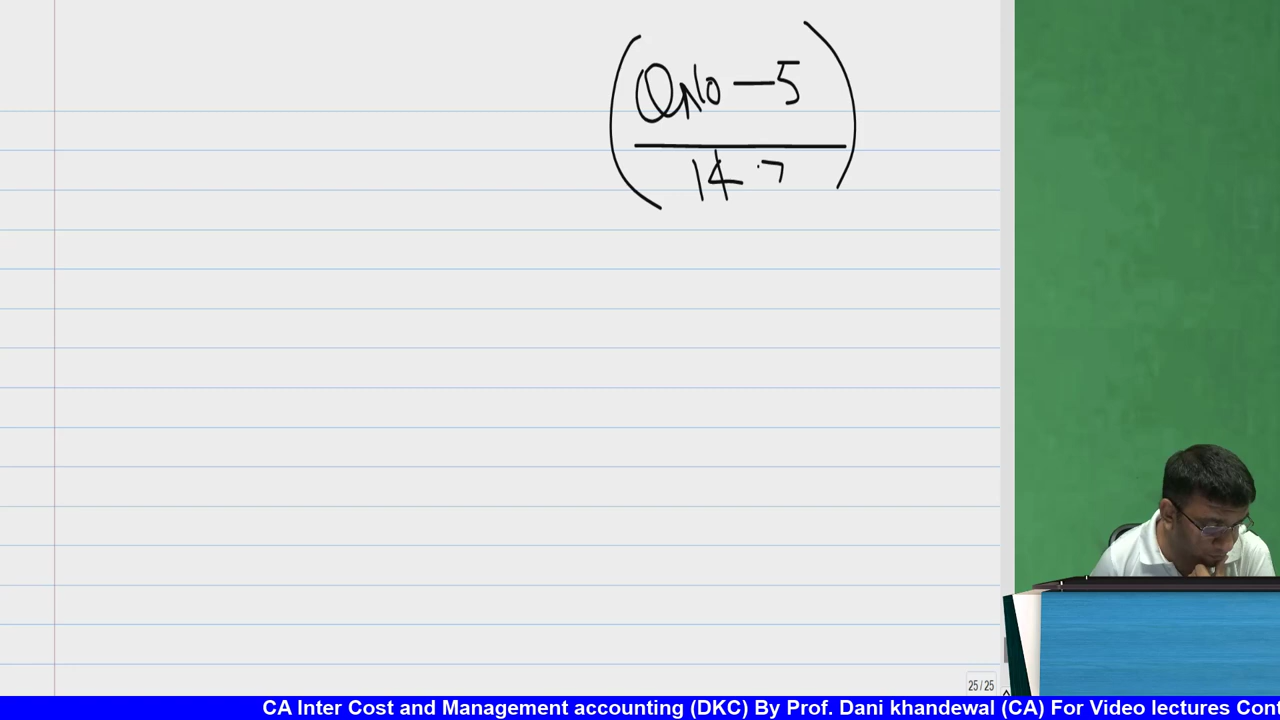 QNo - 5
14.7
25/25
CA Inter Cost and Management accounting (DKC) By Prof. Dani khandewal (CA) For Video lectures Con